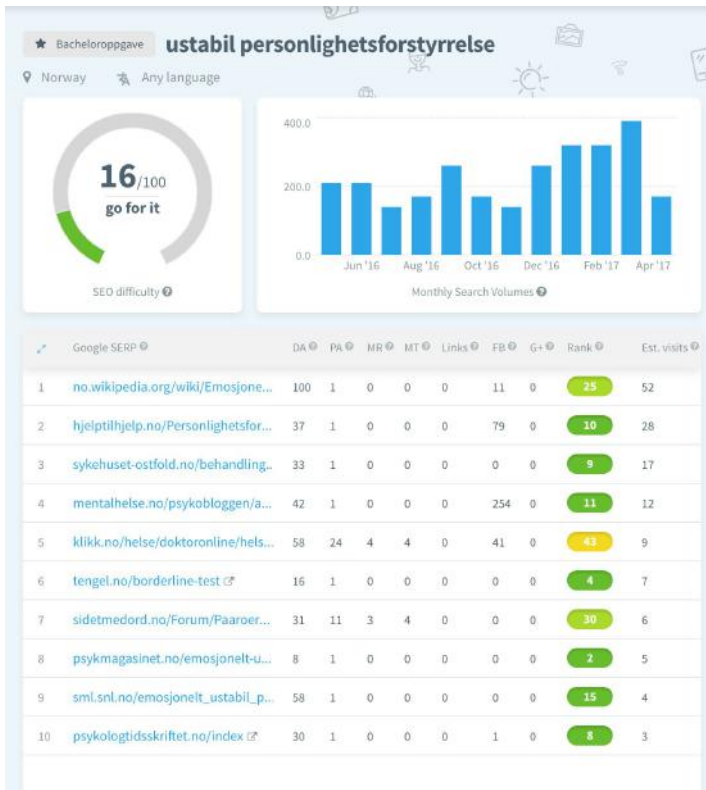 Bacheloroppgave ustabil personlighetsforstyrrelse
Norway Any language
16/100
go for it
SEO difficulty
400.0
200.0
0.0
Jun '16 Aug '16 Oct '16 Dec '16 Feb '17 Apr '17
Monthly Search Volumes
Google SERP DA PA MR MT Links FB G+ Rank Est. visits
1 no.wikipedia.org/wiki/Emosjone... 100 1 0 0 0 11 0 25 52
2 hjelptilhjelp.no/Personlighetsfor... 37 1 0 0 0 79 0 10 28
3 sykehuset-ostfold.no/behandling.. 33 1 0 0 0 0 0 9 17
4 mentalhelse.no/psykobloggen/a... 42 1 0 0 0 254 0 11 12
5 klikk.no/helse/doktoronline/hels... 58 24 4 4 0 41 0 43 9
6 tengel.no/borderline-test 16 1 0 0 0 0 0 4 7
7 sidetmedord.no/Forum/Paaroer... 31 11 3 4 0 0 0 30 6
8 psykmagasinet.no/emosjonelt-u... 8 1 0 0 0 0 0 2 5
9 sml.snl.no/emosjonelt_ustabil_p... 58 1 0 0 0 0 0 15 4
10 psykologtidsskriftet.no/index 30 1 0 0 0 1 0 8 3